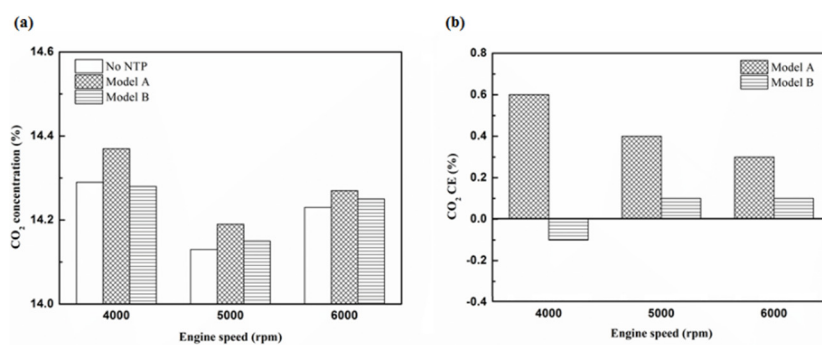 (a)
14.6
14.4
14.2
14.0
CO2 concentration (%)
No NTP
Model A
Model B
4000
5000
6000
Engine speed (rpm)
(b)
0.8
0.6
0.4
0.2
0.0
-0.2
-0.4
CO2 CE (%)
Model A
Model B
4000
5000
6000
Engine speed (rpm)